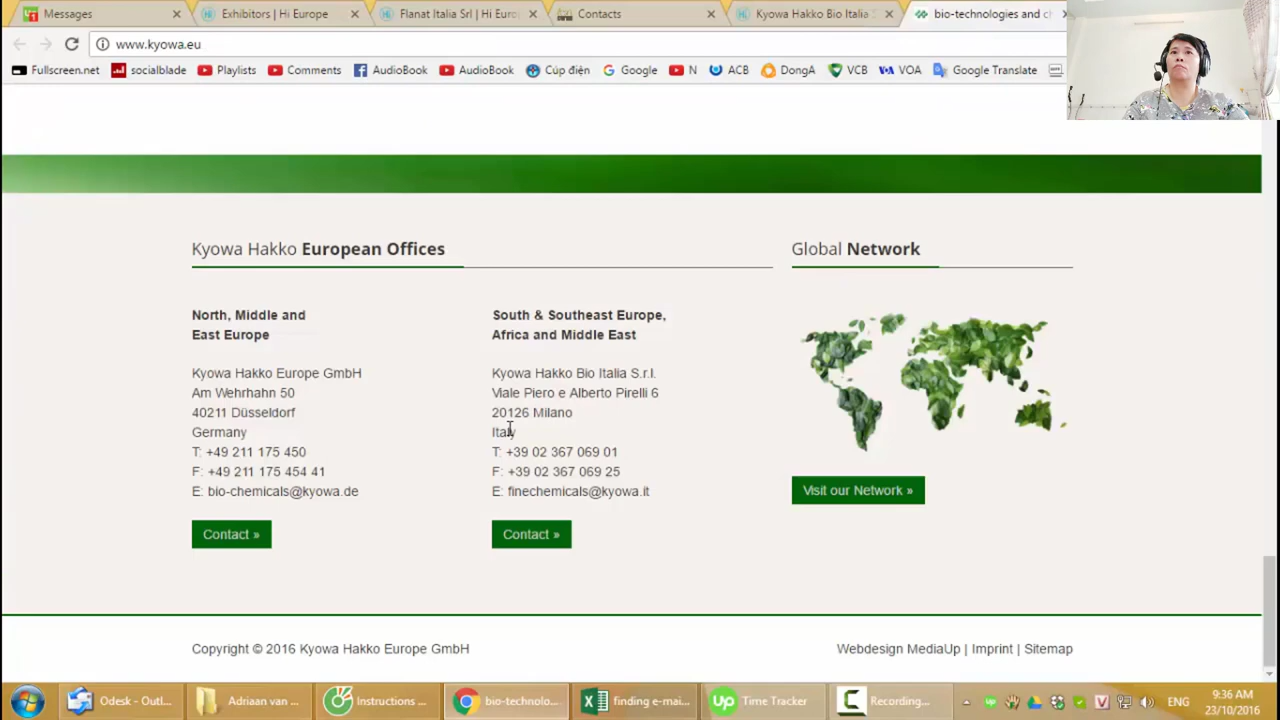 Messages
Exhibitors | Hi Europe
Flanat Italia Srl | Hi Euro
Contacts
Kyowa Hakko Bio Italia S
bio-technologies and c
www.kyowa.eu
Fullscreen.net
socialblade
Playlists
Comments
AudioBook
AudioBook
Cúp điện
Google
N
ACB
DongA
VCB
VOA
Google Translate
Kyowa Hakko European Offices
Global Network
North, Middle and
East Europe
Kyowa Hakko Europe GmbH
Am Wehrhahn 50
40211 Düsseldorf
Germany
T: +49 211 175 450
F: +49 211 175 454 41
E: bio-chemicals@kyowa.de
Contact »
South & Southeast Europe,
Africa and Middle East
Kyowa Hakko Bio Italia S.r.l.
Viale Piero e Alberto Pirelli 6
20126 Milano
Italy
T: +39 02 367 069 01
F: +39 02 367 069 25
E: finechemicals@kyowa.it
Contact »
Visit our Network »
Copyright © 2016 Kyowa Hakko Europe GmbH
Webdesign MediaUp | Imprint | Sitemap
Odesk - Outl...
Adriaan van ...
Instructions ...
bio-technolo...
finding e-mai...
Time Tracker
Recording...
ENG
9:36 AM
23/10/2016